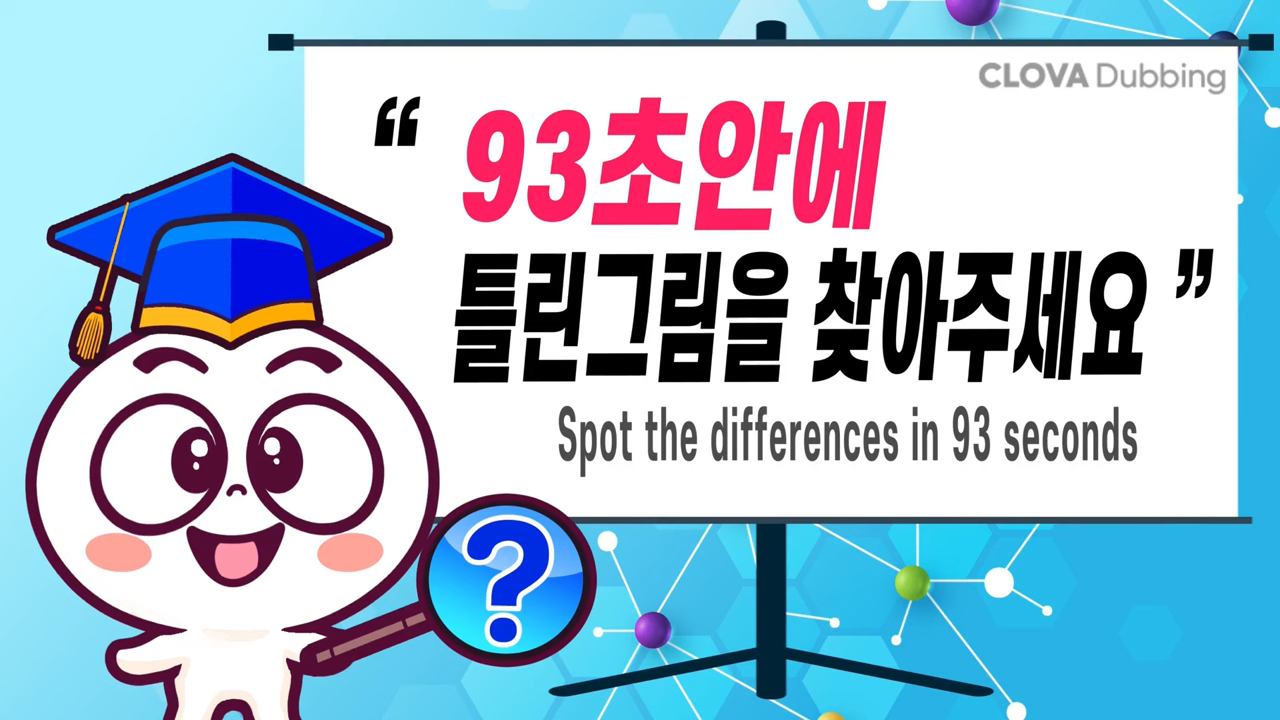 CLOVA Dubbing
“ 93초안에
틀린그림을 찾아주세요 ”
Spot the differences in 93 seconds
?